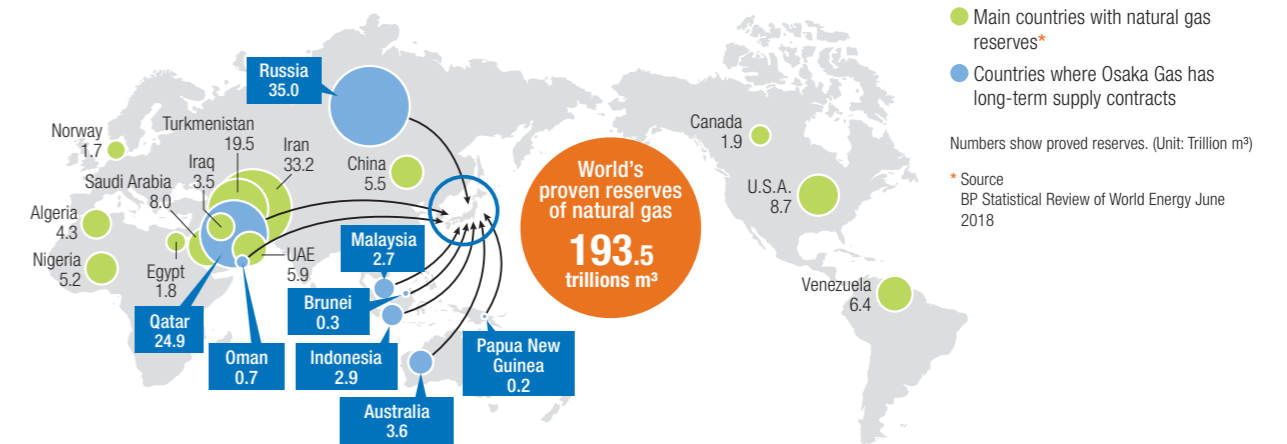 Russia
35.0
Norway
1.7
Turkmenistan
19.5
Iran
33.2
Iraq
3.5
Saudi Arabia
8.0
China
5.5
Algeria
4.3
Nigeria
5.2
Egypt
1.8
UAE
5.9
Qatar
24.9
Oman
0.7
Malaysia
2.7
Brunei
0.3
Indonesia
2.9
Australia
3.6
Papua New
Guinea
0.2
World's
proven reserves
of natural gas
193.5
trillions m³
Canada
1.9
U.S.A.
8.7
Venezuela
6.4
Main countries with natural gas
reserves*
Countries where Osaka Gas has
long-term supply contracts
Numbers show proved reserves. (Unit: Trillion m³)
* Source
BP Statistical Review of World Energy June
2018